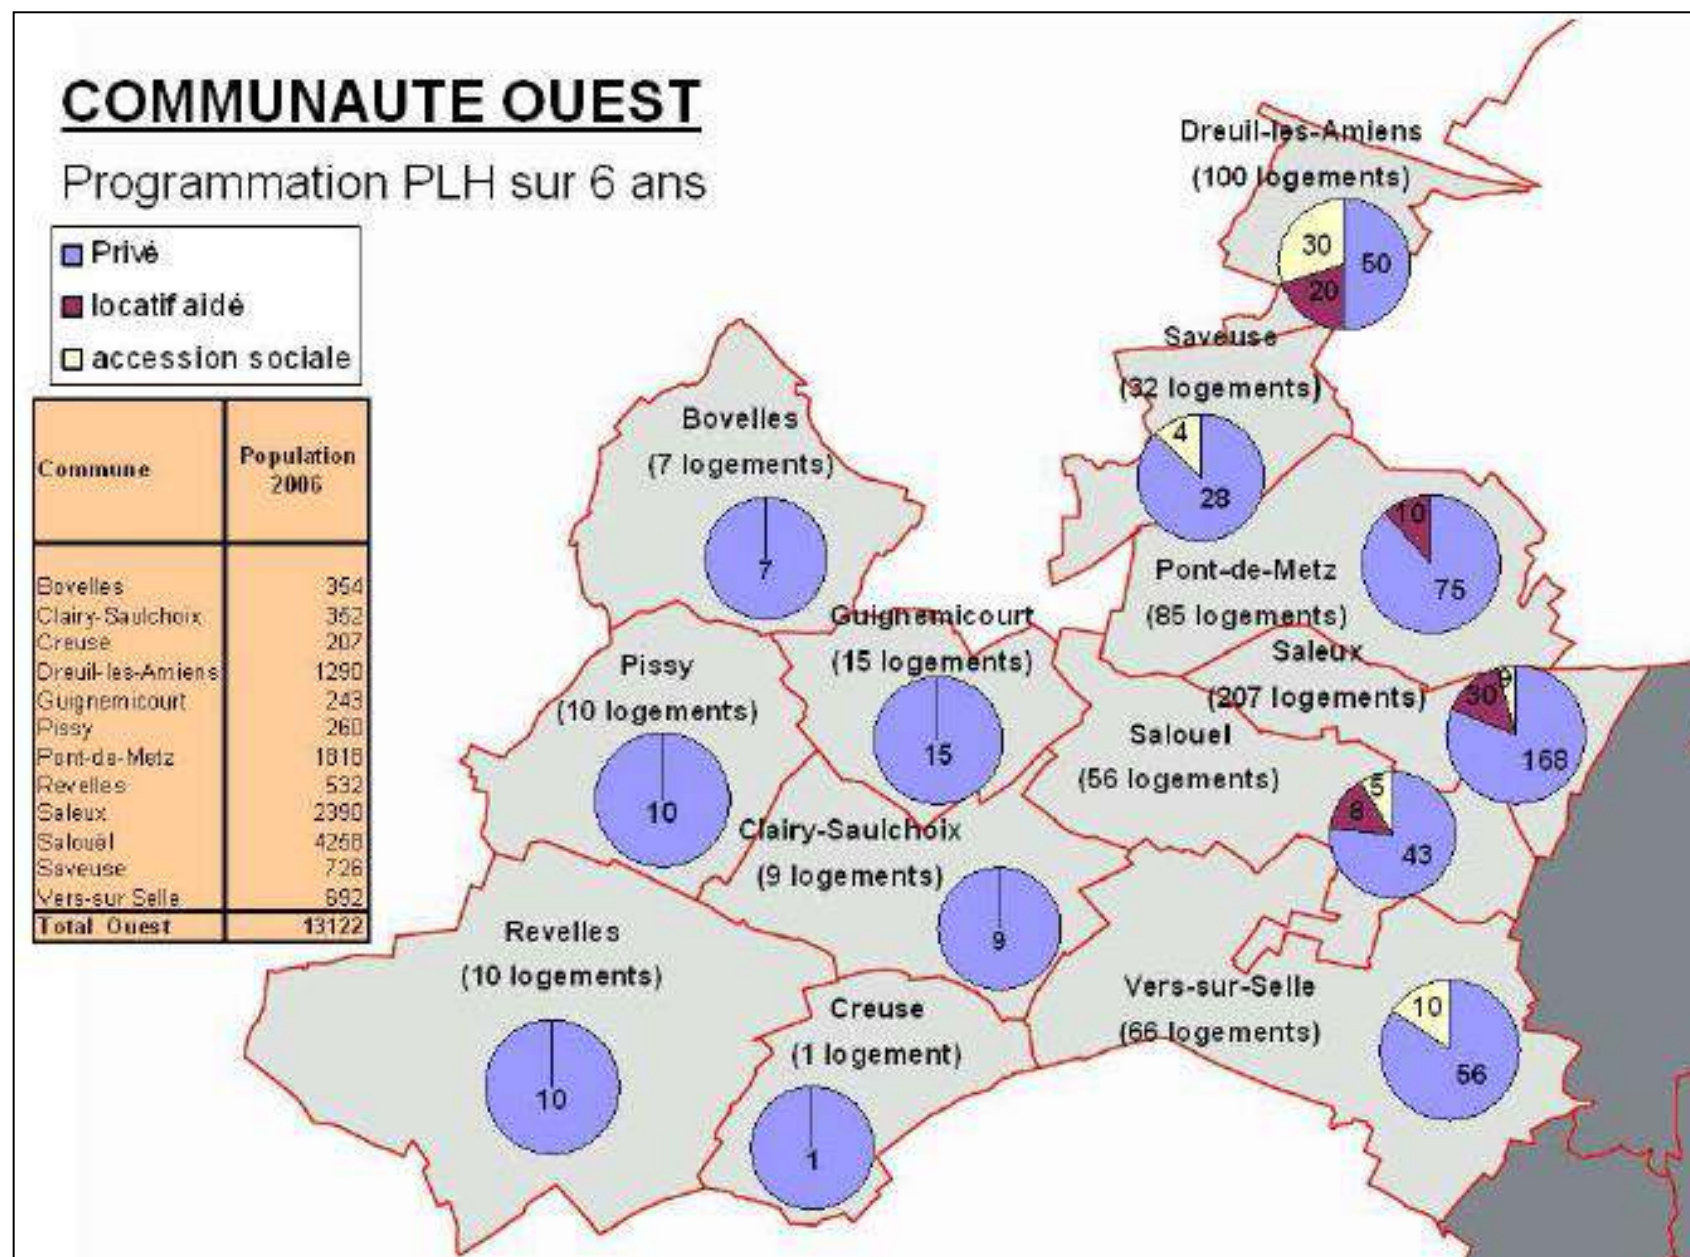 COMMUNAUTE OUEST
Programmation PLH sur 6 ans
Privé
locatif aidé
accession sociale
Commune Population 2006
Bovelles 354
Clairy-Saulchoix 352
Creuse 207
Dreuil-les-Amiens 1290
Guignemicourt 243
Pissy 260
Pont-de-Metz 1818
Revelles 532
Saleux 2390
Salouël 4258
Saveuse 726
Vers-sur Selle 692
Total Ouest 13122
Dreuil-les-Amiens
(100 logements)
30
50
20
Saveuse
(32 logements)
4
28
Bovelles
(7 logements)
7
Pont-de-Metz
(85 logements)
10
75
Guignemicourt
(15 logements)
15
Pissy
(10 logements)
10
Saleux
(207 logements)
9
30
168
Salouel
(56 logements)
5
8
43
Clairy-Saulchoix
(9 logements)
9
Revelles
(10 logements)
10
Creuse
(1 logement)
1
Vers-sur-Selle
(66 logements)
10
56